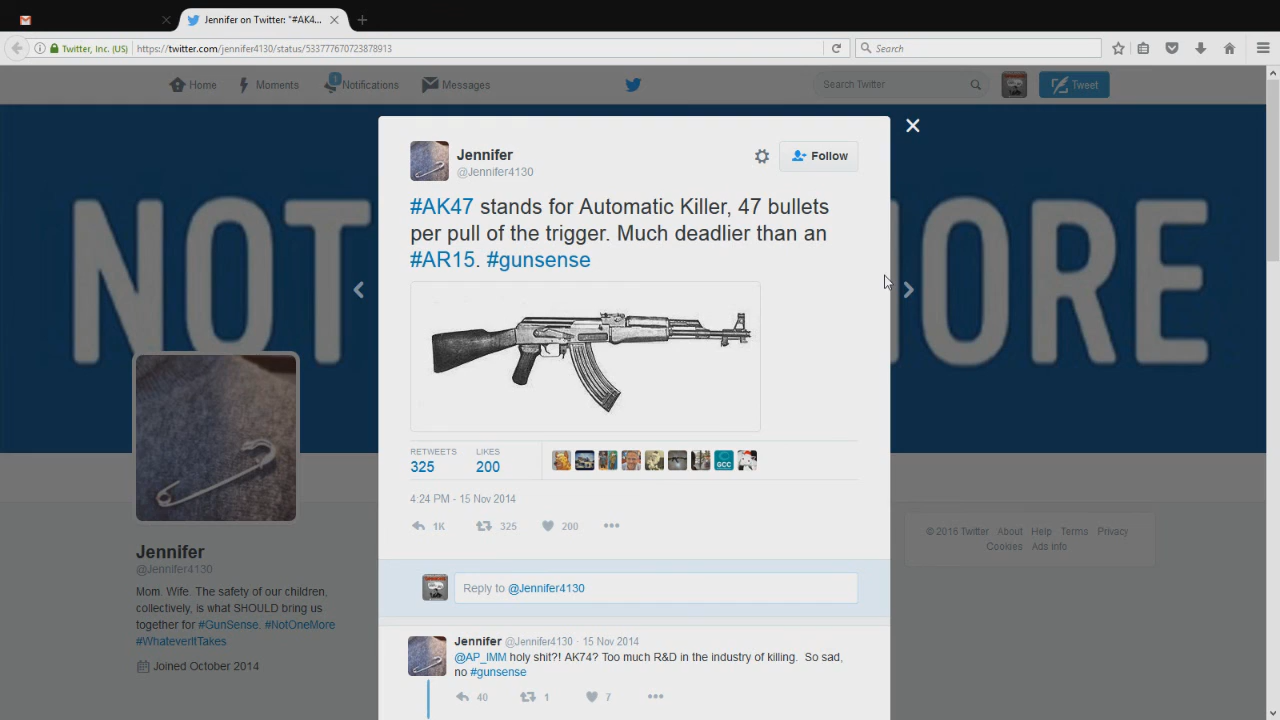 Jennifer on Twitter: "#AK4...
Twitter, Inc. (US)
https://twitter.com/jennifer4130/status/533777670723878913
Search
Home
Moments
1
Notifications
Messages
Search Twitter
Tweet
NOT
ORE
Jennifer
@Jennifer4130
Follow
#AK47 stands for Automatic Killer, 47 bullets
per pull of the trigger. Much deadlier than an
#AR15. #gunsense
RETWEETS
325
LIKES
200
GCC
4:24 PM - 15 Nov 2014
1K
325
200
Reply to @Jennifer4130
Jennifer @Jennifer4130 · 15 Nov 2014
@AP_IMM holy shit?! AK74? Too much R&D in the industry of killing. So sad,
no #gunsense
40
1
7
Jennifer
@Jennifer4130
Mom. Wife. The safety of our children,
collectively, is what SHOULD bring us
together for #GunSense. #NotOneMore
#WhateverItTakes
Joined October 2014
© 2016 Twitter About Help Terms Privacy
Cookies Ads info